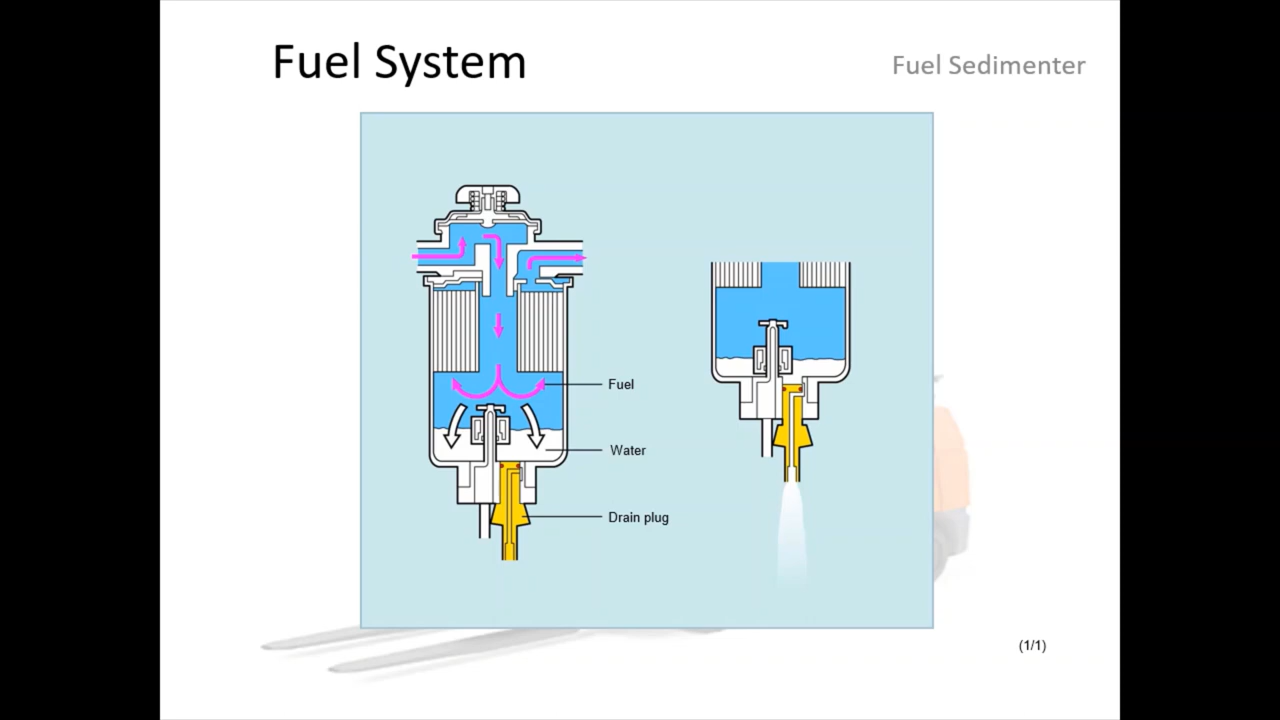 Fuel System
Fuel Sedimenter
Fuel
Water
Drain plug
(1/1)